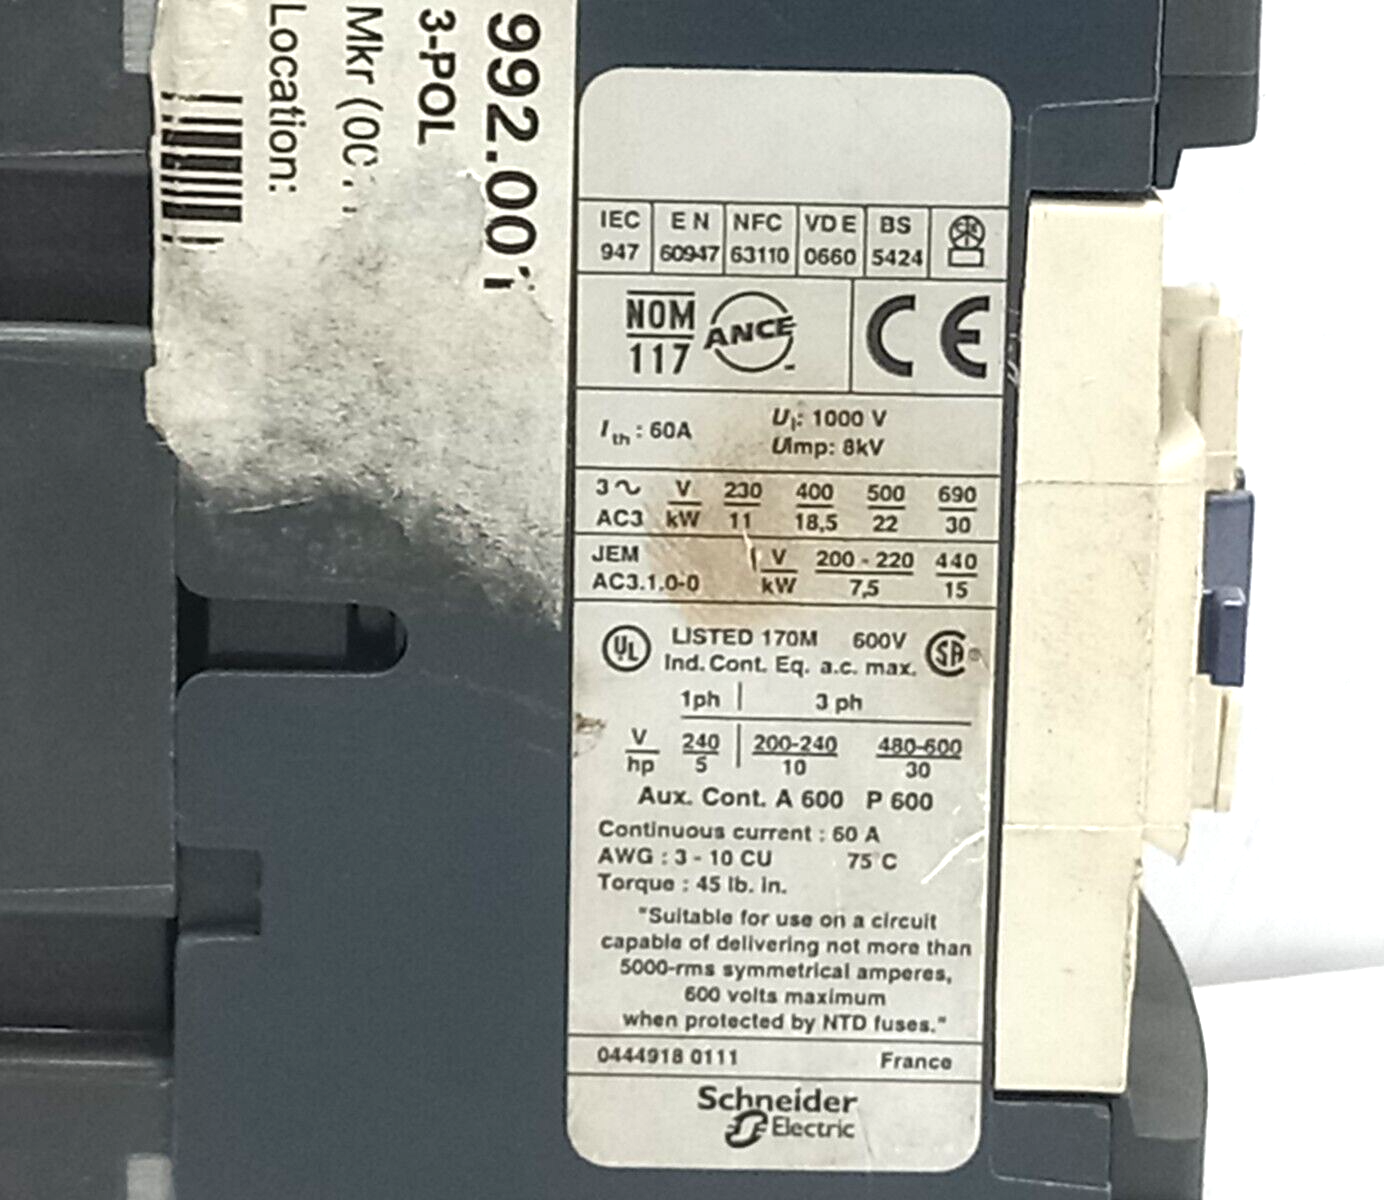 992.001
3-POL
Mkr (00
Location:
IEC 947 EN 60947 NFC 63110 VDE 0660 BS 5424
NOM 117 ANCE CE
Ith : 60A
Ui: 1000 V
Uimp: 8kV
3~ V 230 400 500 690
AC3 kW 11 18,5 22 30
JEM V 200 - 220 440
AC3.1.0-0 kW 7,5 15
UL LISTED 170M 600V SA®
Ind. Cont. Eq. a.c. max.
1ph | 3 ph
V 240 | 200-240 480-600
hp 5 | 10 30
Aux. Cont. A 600 P 600
Continuous current : 60 A
AWG : 3 - 10 CU 75 C
Torque : 45 lb. in.
"Suitable for use on a circuit
capable of delivering not more than
5000-rms symmetrical amperes,
600 volts maximum
when protected by NTD fuses."
0444918 0111 France
Schneider
Electric